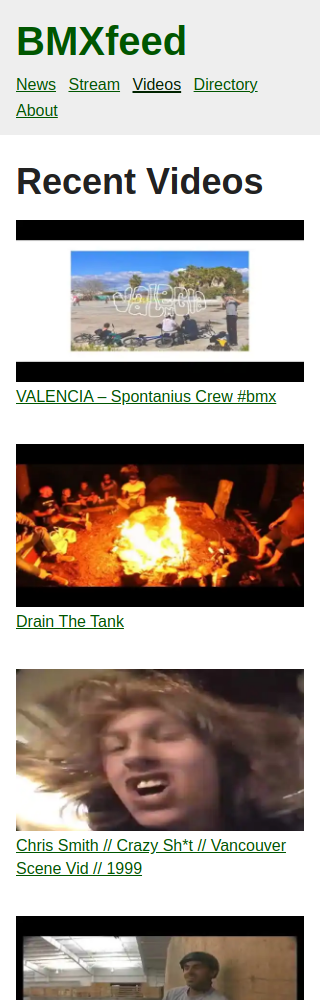 BMXfeed
News Stream Videos Directory
About
Recent Videos
valencia
VALENCIA – Spontanius Crew #bmx
Drain The Tank
Chris Smith // Crazy Sh*t // Vancouver
Scene Vid // 1999